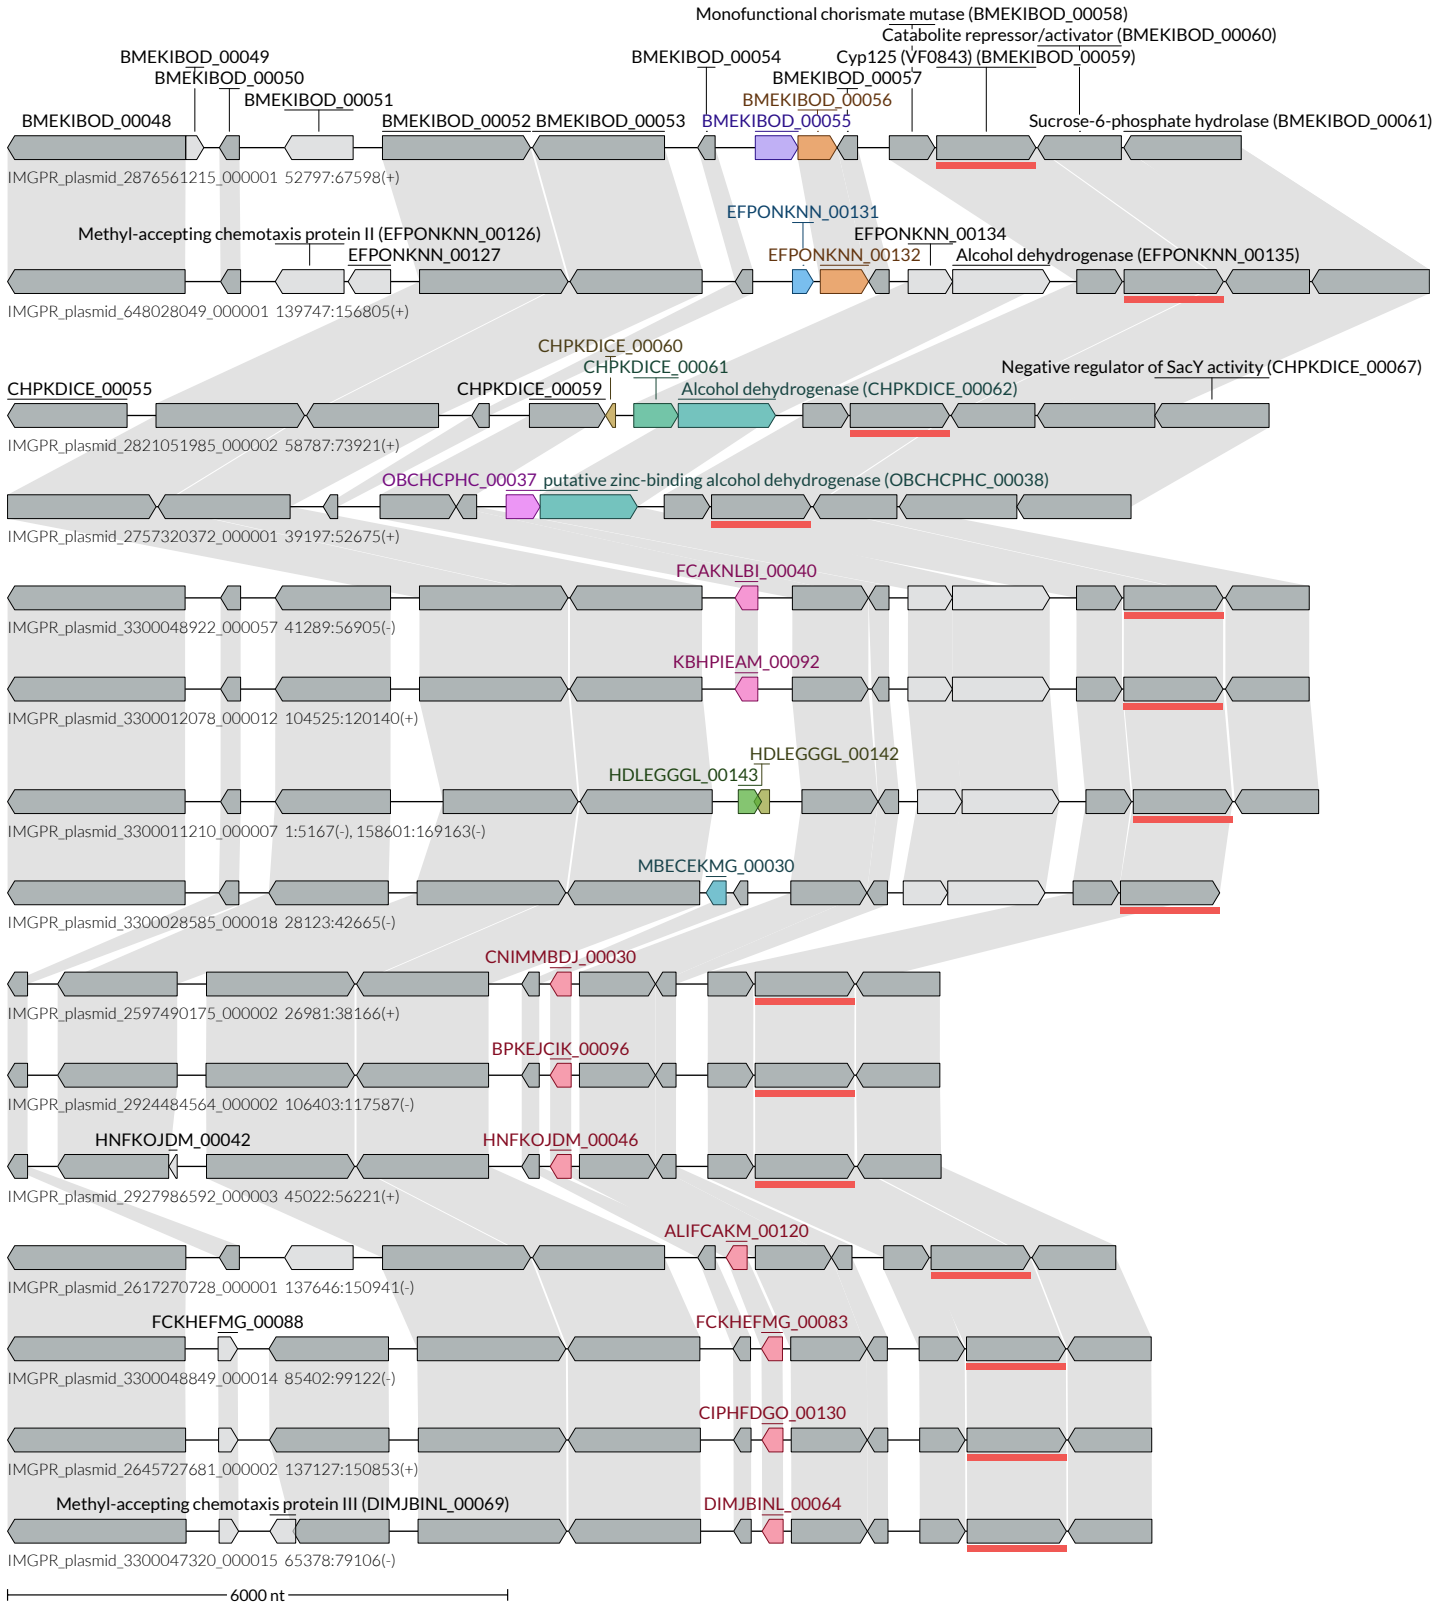 Monofunctional chorismate mutase (BMEKIBOD_00058)
Catabolite repressor/activator (BMEKIBOD_00060)
BMEKIBOD_00049 BMEKIBOD_00054 Cyp125 (VF0843) (BMEKIBOD_00059)
BMEKIBOD_00050 BMEKIBOD_00057
BMEKIBOD_00051 BMEKIBOD_00056
BMEKIBOD_00048 BMEKIBOD_00052 BMEKIBOD_00053 BMEKIBOD_00055 Sucrose-6-phosphate hydrolase (BMEKIBOD_00061)
IMGPR_plasmid_2876561215_000001 52797:67598(+)
EFPONKNN_00131
Methyl-accepting chemotaxis protein II (EFPONKNN_00126) EFPONKNN_00134
EFPONKNN_00127 EFPONKNN_00132 Alcohol dehydrogenase (EFPONKNN_00135)
IMGPR_plasmid_648028049_000001 139747:156805(+)
CHPKDICE_00060
CHPKDICE_00061 Negative regulator of SacY activity (CHPKDICE_00067)
CHPKDICE_00055 CHPKDICE_00059 Alcohol dehydrogenase (CHPKDICE_00062)
IMGPR_plasmid_2821051985_000002 58787:73921(+)
OBCHCPHC_00037 putative zinc-binding alcohol dehydrogenase (OBCHCPHC_00038)
IMGPR_plasmid_2757320372_000001 39197:52675(+)
FCAKNLBI_00040
IMGPR_plasmid_3300048922_000057 41289:56905(-)
KBHPIEAM_00092
IMGPR_plasmid_3300012078_000012 104525:120140(+)
HDLEGGGL_00142
HDLEGGGL_00143
IMGPR_plasmid_3300011210_000007 1:5167(-), 158601:169163(-)
MBECEKMG_00030
IMGPR_plasmid_3300028585_000018 28123:42665(-)
CNIMMBDJ_00030
IMGPR_plasmid_2597490175_000002 26981:38166(+)
BPKEJCIK_00096
IMGPR_plasmid_2924484564_000002 106403:117587(-)
HNFKOJDM_00042 HNFKOJDM_00046
IMGPR_plasmid_2927986592_000003 45022:56221(+)
ALIFCAKM_00120
IMGPR_plasmid_2617270728_000001 137646:150941(-)
FCKHEFMG_00088 FCKHEFMG_00083
IMGPR_plasmid_3300048849_000014 85402:99122(-)
CIPHFDGO_00130
IMGPR_plasmid_2645727681_000002 137127:150853(+)
Methyl-accepting chemotaxis protein III (DIMJBINL_00069) DIMJBINL_00064
IMGPR_plasmid_3300047320_000015 65378:79106(-)
6000 nt